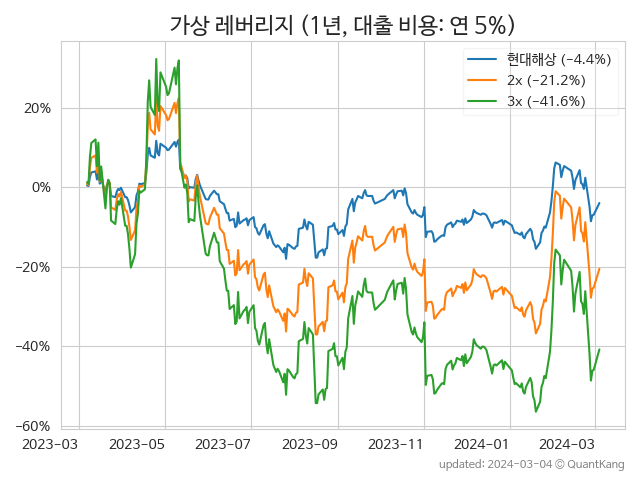 가상 레버리지 (1년, 대출 비용: 연 5%)
현대해상 (−4.4%)
2x (−21.2%)
3x (−41.6%)
20%
0%
−20%
−40%
−60%
2023−03 2023−05 2023−07 2023−09 2023−11 2024−01 2024−03
updated: 2024−03−04 © QuantKang